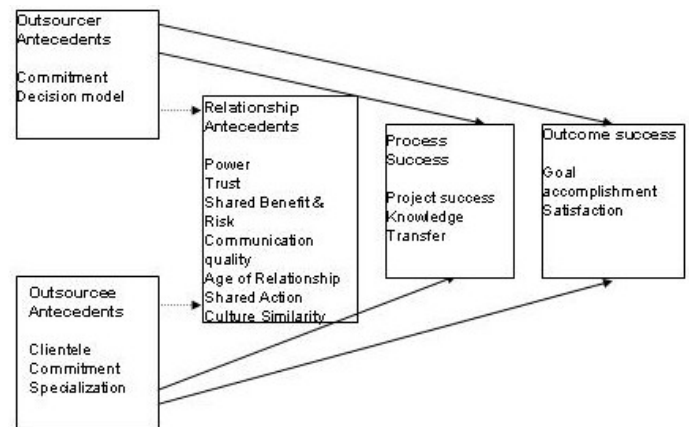 Outsourcer
Antecedents
Commitment
Decision model
Relationship
Antecedents
Power
Trust
Shared Benefit &
Risk
Communication
quality
Age of Relationship
Shared Action
Culture Similarity
Process
Success
Project success
Knowledge
Transfer
Outcome success
Goal
accomplishment
Satisfaction
Outsourcee
Antecedents
Clientele
Commitment
Specialization